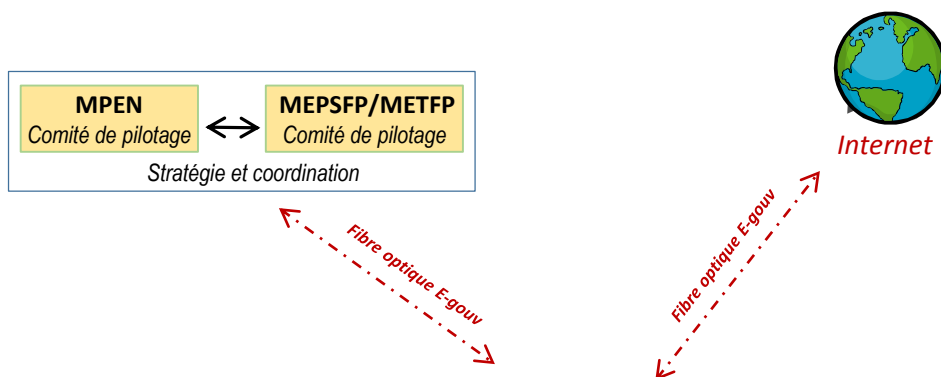 MPEN
Comité de pilotage
MEPSFP/METFP
Comité de pilotage
Stratégie et coordination
Internet
Fibre optique E-gouv
Fibre optique E-gouv